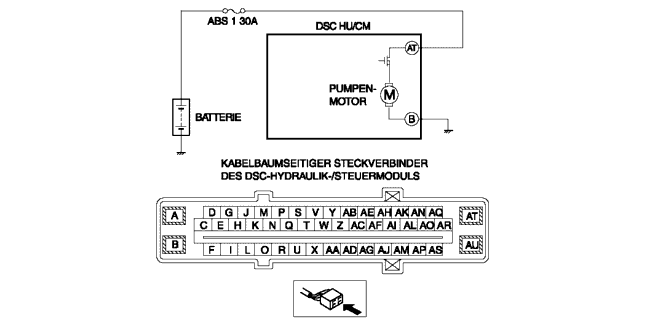 ABS 1 30A
DSC HU/CM
AT
PUMPEN-
MOTOR
M
BATTERIE
B
KABELBAUMSEITIGER STECKVERBINDER
DES DSC-HYDRAULIK-/STEUERMODULS
A D G J M P S V Y AB AE AH AK AN AQ AT
C E H K N Q T W Z AC AF AI AL AO AR
B F I L O R U X AA AD AG AJ AM AP AS AU